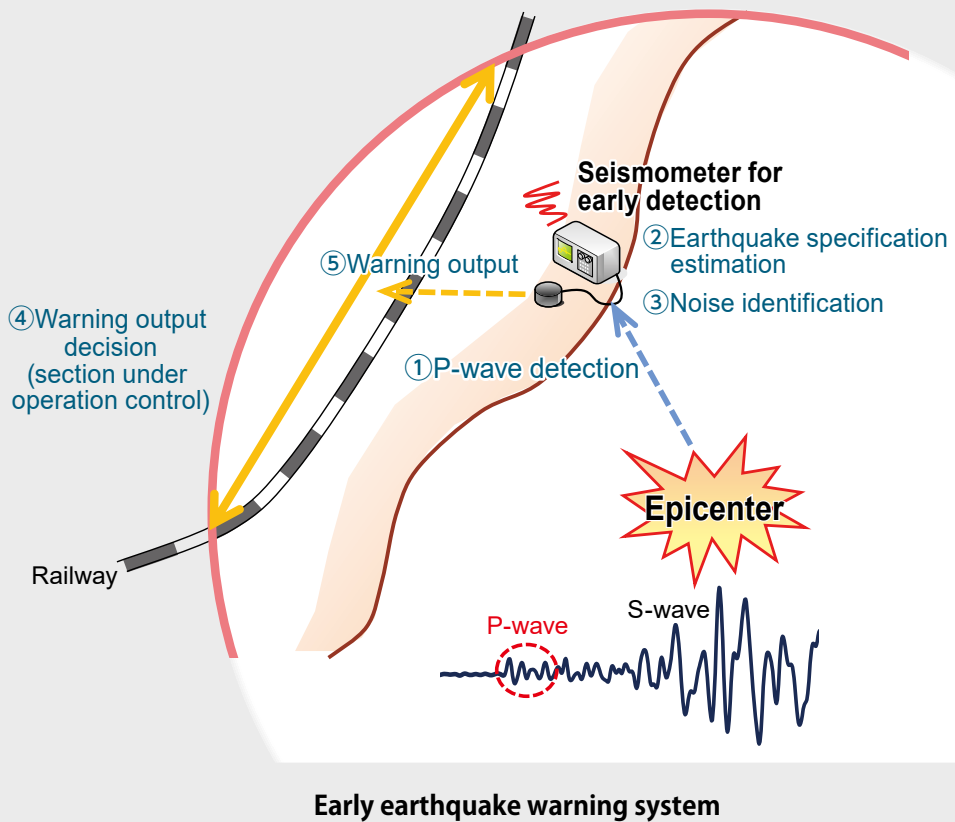 Seismometer for
early detection
②Earthquake specification
estimation
⑤Warning output
③Noise identification
④Warning output
decision
(section under
operation control)
①P-wave detection
Epicenter
Railway
S-wave
P-wave
Early earthquake warning system